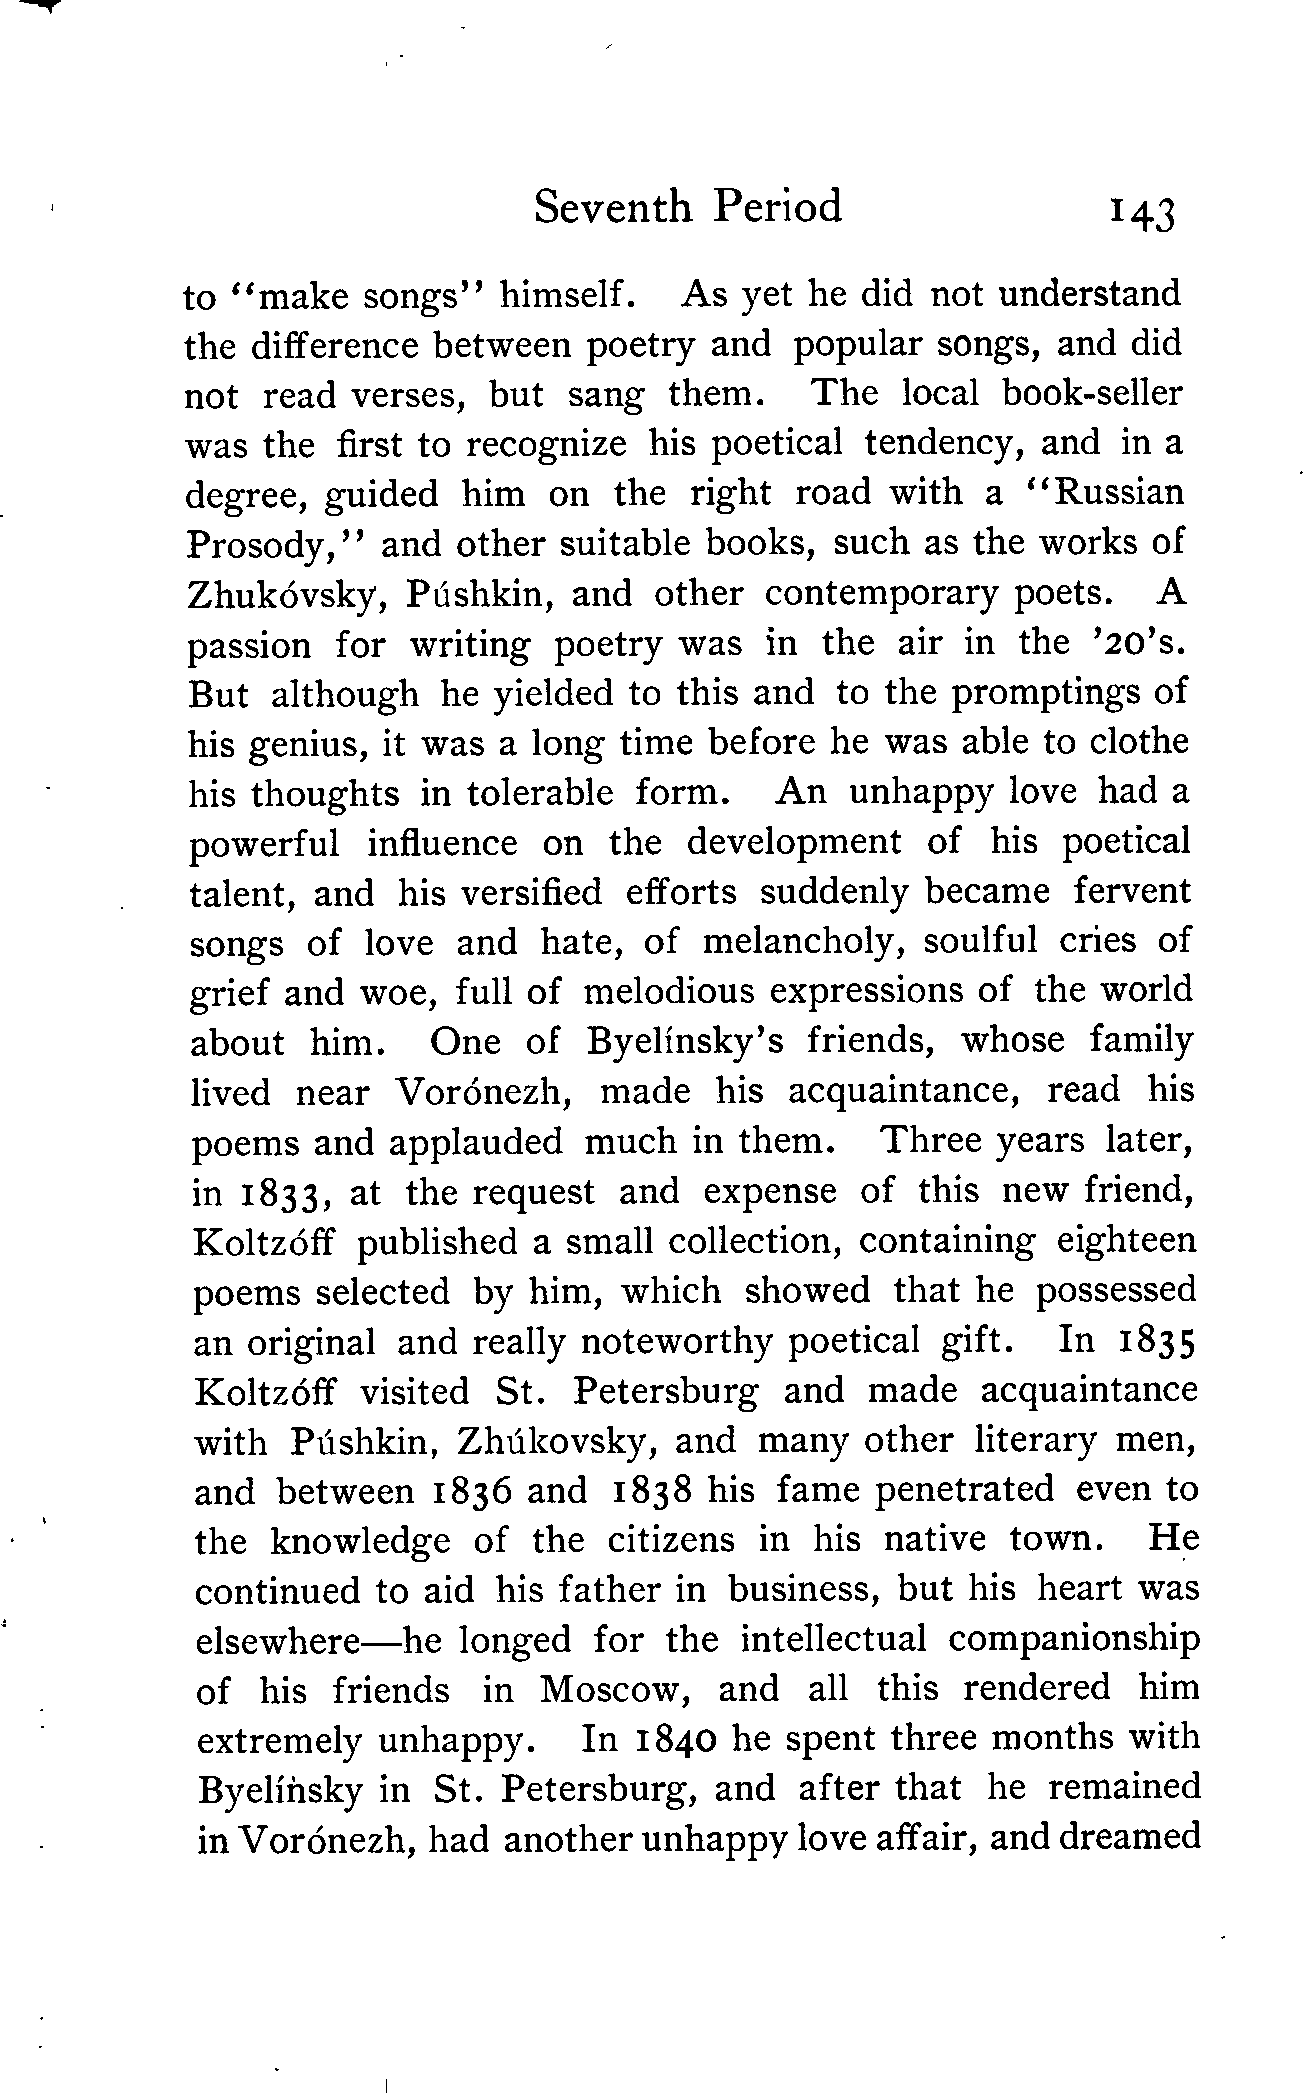 Seventh Period 143
to “make songs” himself. As yet he did not understand
the difference between poetry and popular songs, and did
not read verses, but sang them. The local book-seller
was the first to recognize his poetical tendency, and in a
degree, guided him on the right road with a “Russian
Prosody,” and other suitable books, such as the works of
Zhukóvsky, Púshkin, and other contemporary poets. A
passion for writing poetry was in the air in the ’20’s.
But although he yielded to this and to the promptings of
his genius, it was a long time before he was able to clothe
his thoughts in tolerable form. An unhappy love had a
powerful influence on the development of his poetical
talent, and his versified efforts suddenly became fervent
songs of love and hate, of melancholy, soulful cries of
grief and woe, full of melodious expressions of the world
about him. One of Byelínsky’s friends, whose family
lived near Vorónezh, made his acquaintance, read his
poems and applauded much in them. Three years later,
in 1833, at the request and expense of this new friend,
Koltzóff published a small collection, containing eighteen
poems selected by him, which showed that he possessed
an original and really noteworthy poetical gift. In 1835
Koltzóff visited St. Petersburg and made acquaintance
with Púshkin, Zhúkovsky, and many other literary men,
and between 1836 and 1838 his fame penetrated even to
the knowledge of the citizens in his native town. He
continued to aid his father in business, but his heart was
elsewhere—he longed for the intellectual companionship
of his friends in Moscow, and all this rendered him
extremely unhappy. In 1840 he spent three months with
Byelínsky in St. Petersburg, and after that he remained
in Vorónezh, had another unhappy love affair, and dreamed